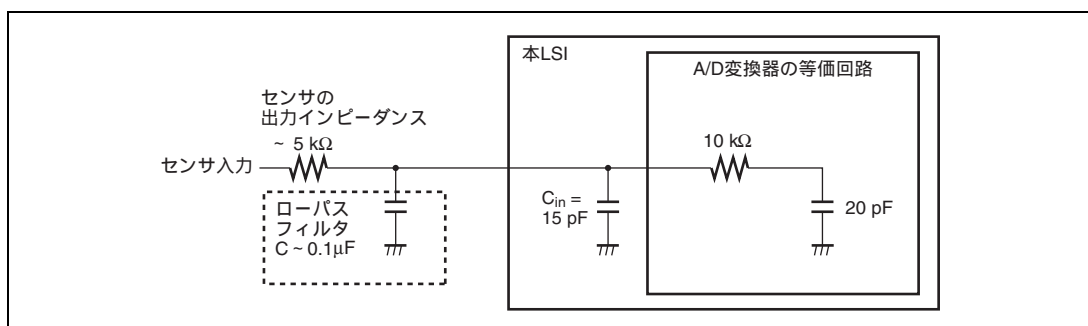 本LSI
A/D変換器の等価回路
センサの
出力インピーダンス
~ 5 kΩ
10 kΩ
センサ入力
ローパス
フィルタ
C ~ 0.1μF
Cin =
15 pF
20 pF